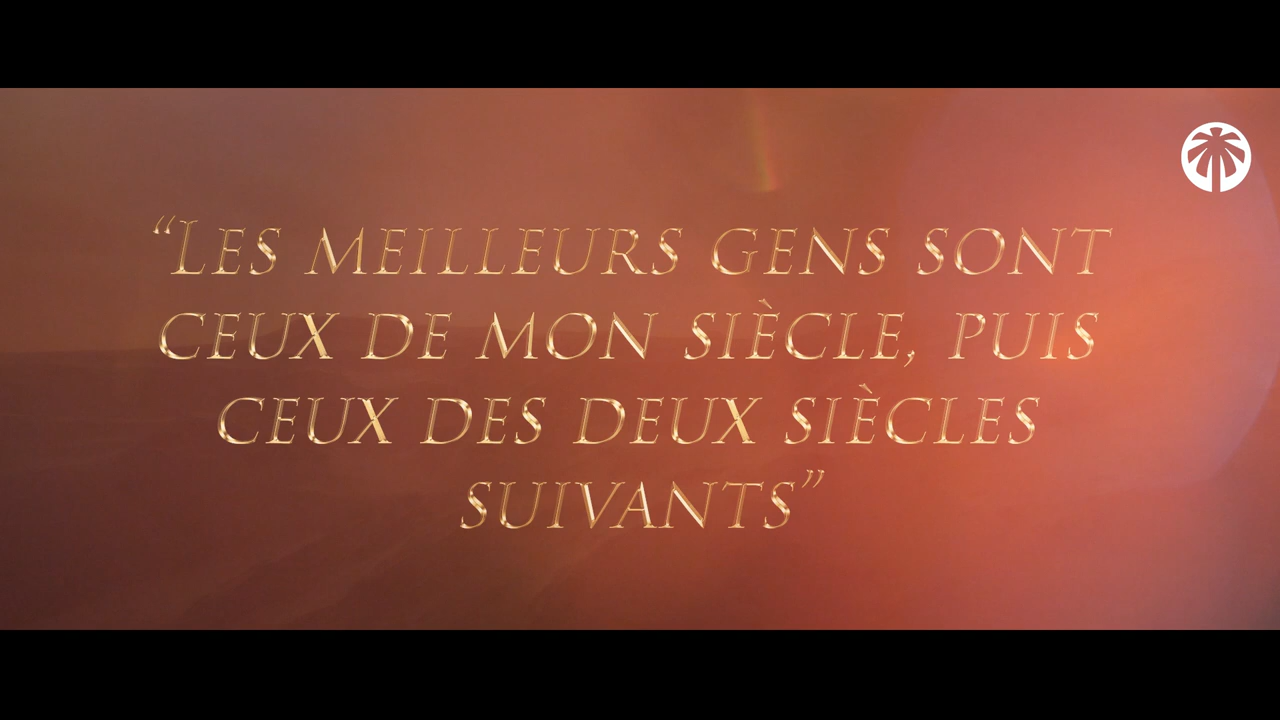 “Les meilleurs gens sont
ceux de mon siècle, puis
ceux des deux siècles
suivants”